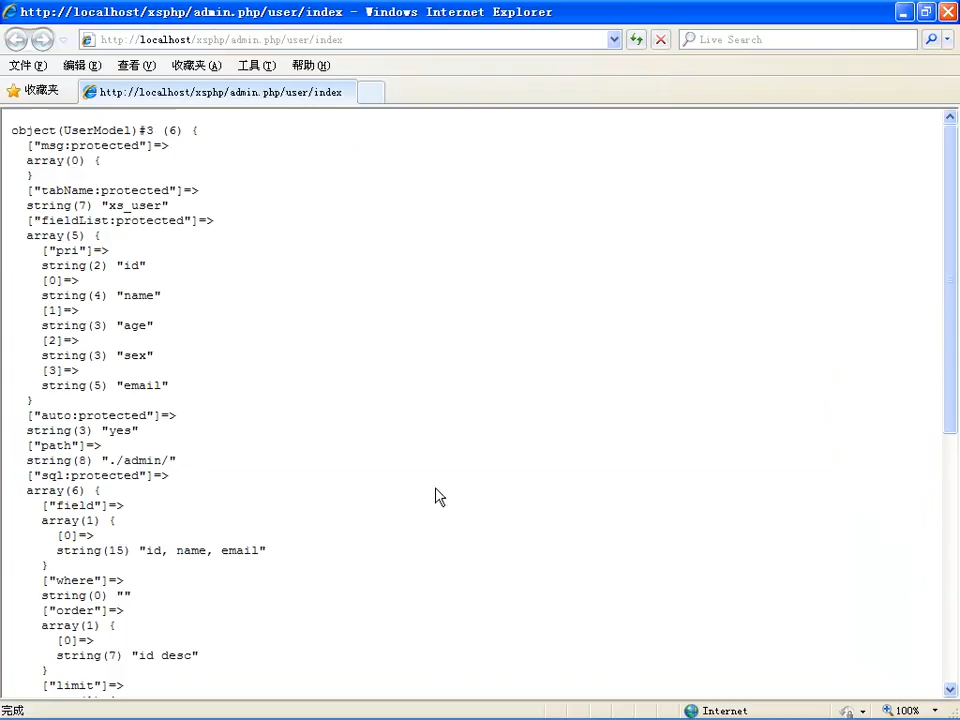 http://localhost/xsphp/admin.php/user/index - Windows Internet Explorer
http://localhost/xsphp/admin.php/user/index
Live Search
文件(F) 编辑(E) 查看(V) 收藏夹(A) 工具(T) 帮助(H)
收藏夹 http://localhost/xsphp/admin.php/user/index
object(UserModel)#3 (6) {
["msg:protected"]=>
array(0) {
}
["tabName:protected"]=>
string(7) "xs_user"
["fieldList:protected"]=>
array(5) {
["pri"]=>
string(2) "id"
[0]=>
string(4) "name"
[1]=>
string(3) "age"
[2]=>
string(3) "sex"
[3]=>
string(5) "email"
}
["auto:protected"]=>
string(3) "yes"
["path"]=>
string(8) "./admin/"
["sql:protected"]=>
array(6) {
["field"]=>
array(1) {
[0]=>
string(15) "id, name, email"
}
["where"]=>
string(0) ""
["order"]=>
array(1) {
[0]=>
string(7) "id desc"
}
["limit"]=>
完成 Internet 100%